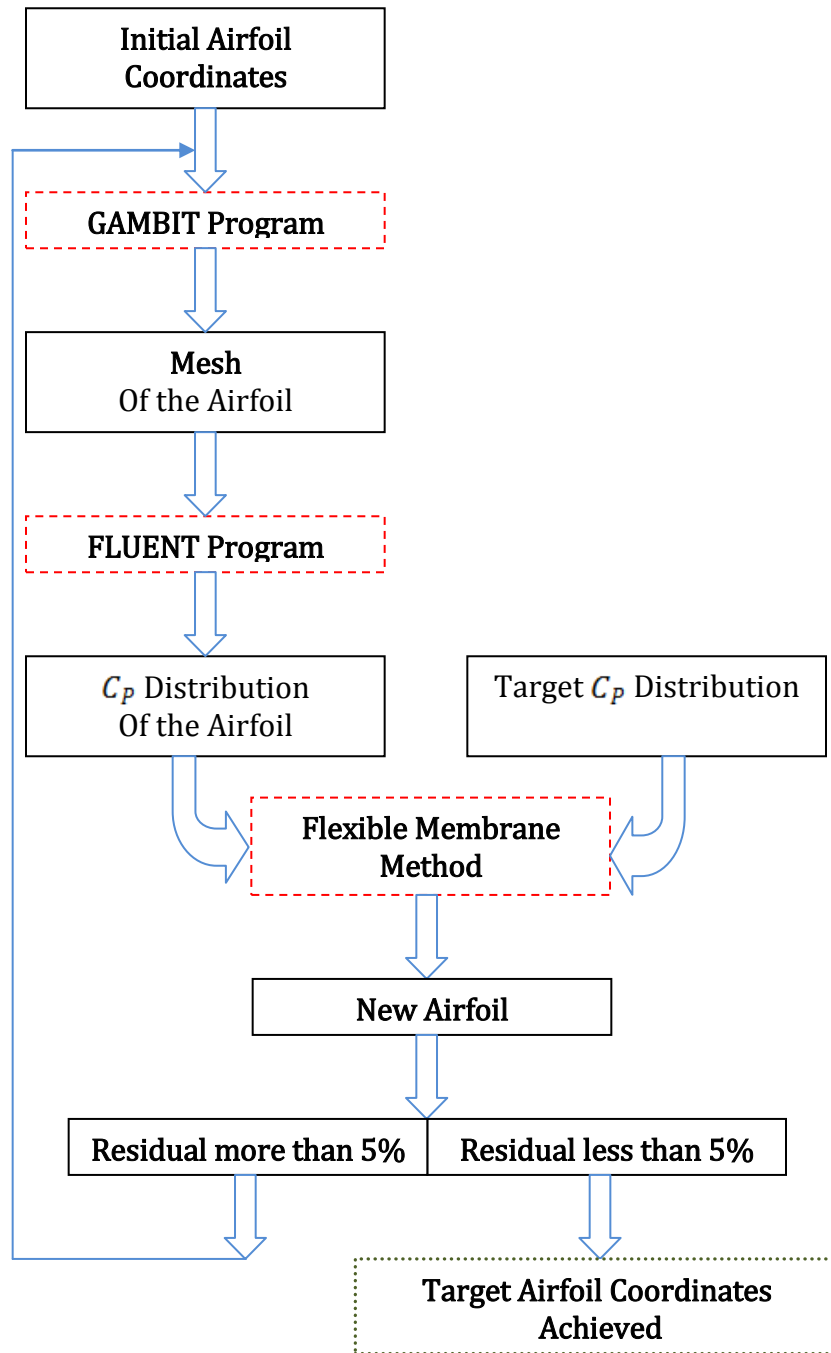 Initial Airfoil
Coordinates
GAMBIT Program
Mesh
Of the Airfoil
FLUENT Program
C_P Distribution
Of the Airfoil
Target C_P Distribution
Flexible Membrane
Method
New Airfoil
Residual more than 5%
Residual less than 5%
Target Airfoil Coordinates
Achieved